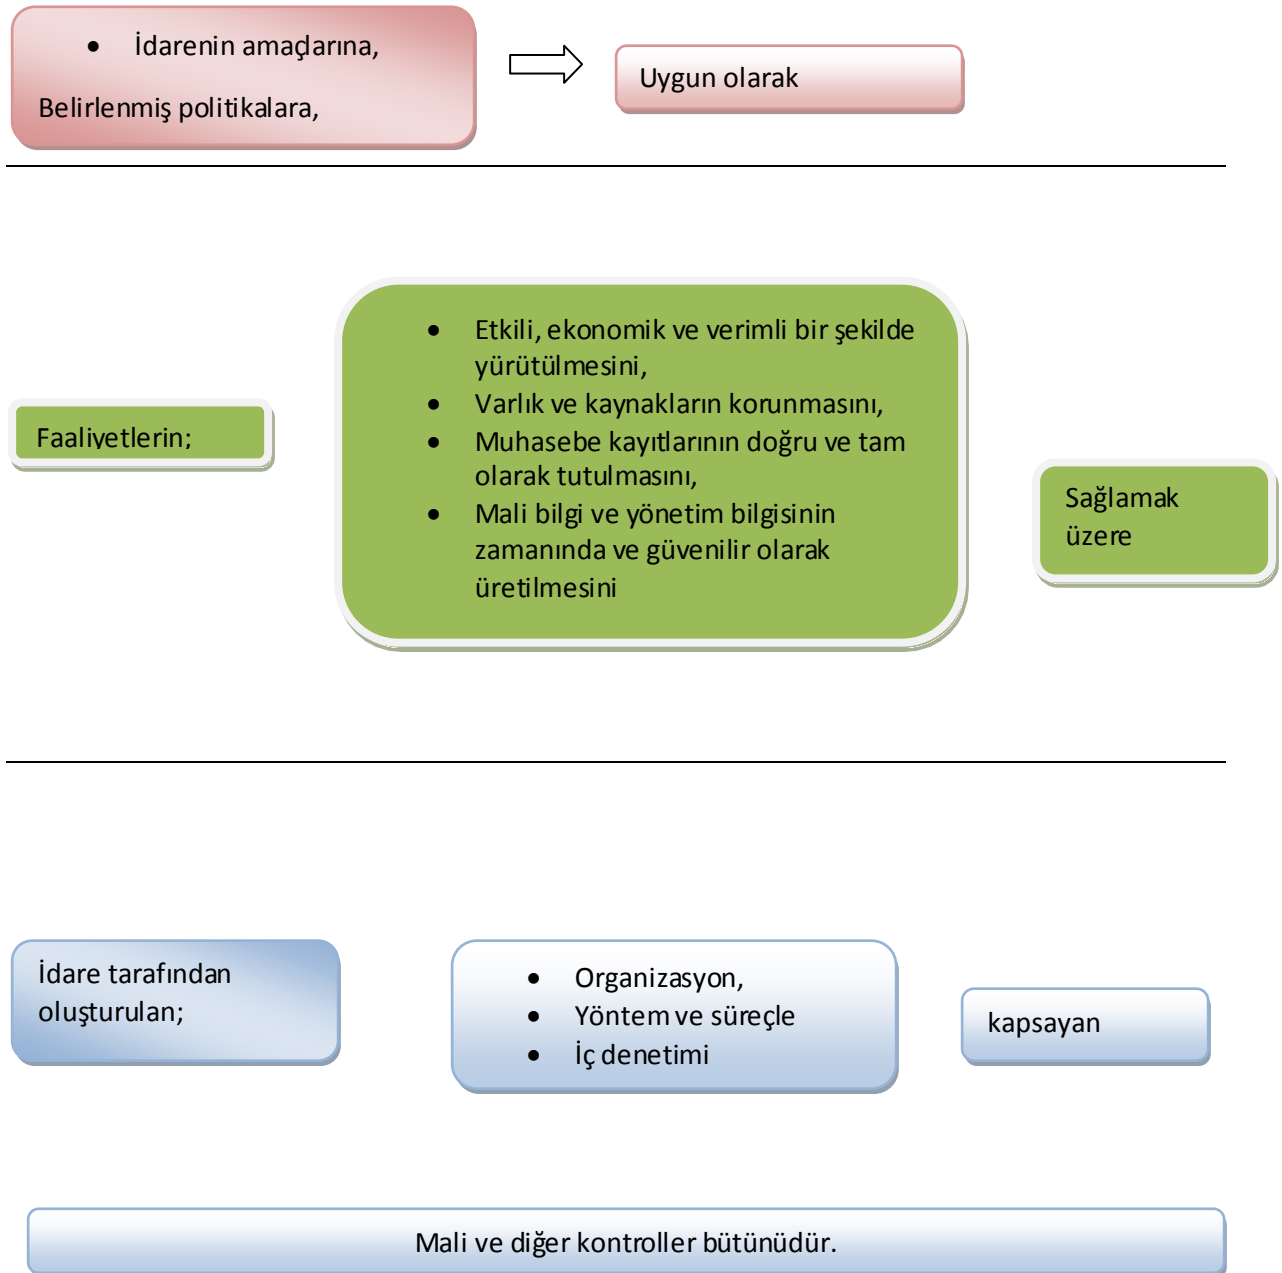 • İdarenin amaçlarına,
Belirlenmiş politikalara,
Uygun olarak
Faaliyetlerin;
• Etkili, ekonomik ve verimli bir şekilde
yürütülmesini,
• Varlık ve kaynakların korunmasını,
• Muhasebe kayıtlarının doğru ve tam
olarak tutulmasını,
• Mali bilgi ve yönetim bilgisinin
zamanında ve güvenilir olarak
üretilmesini
Sağlamak
üzere
İdare tarafından
oluşturulan;
• Organizasyon,
• Yöntem ve süreçle
• İç denetimi
kapsayan
Mali ve diğer kontroller bütünüdür.